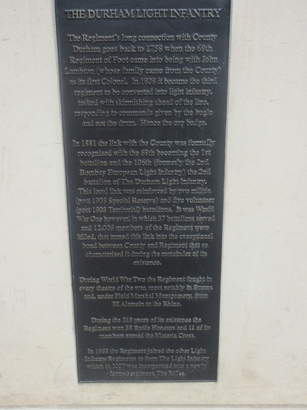 THE DURHAM LIGHT INFANTRY
The Regiment's long connection with County
Durham goes back to 1758 when the 68th
Regiment of Foot came into being with John
Lambton (whose family came from the County)
as its first Colonel. In 1808 it became the third
regiment to be converted into light infantry,
tasked with skirmishing ahead of the line,
responding to commands given by the bugle
and not the drum. Hence the cap badge.
In 1881 the link with the County was formally
recognised with the 68th becoming the 1st
battalion and the 106th (formerly the 2nd
Bombay European Light Infantry) the 2nd
battalion of The Durham Light Infantry.
This local link was reinforced by two militia
(post 1908 Special Reserve) and five volunteer
(post 1908 Territorial) battalions. It was World
War One however, in which 37 battalions served
and 12,006 members of the Regiment were
killed, that turned this link into the exceptional
bond between County and Regiment that so
characterised it during the remainder of its
existence.
During World War Two the Regiment fought in
every theatre of the war, most notably in Burma
and, under Field Marshal Montgomery, from
El Alamein to the Rhine.
During the 210 years of its existence the
Regiment won Battle Honours and 11 of its
members earned the Victoria Cross.
In 1968 the Regiment joined the other Light
Infantry Regiments to form The Light Infantry
which in 2007 was incorporated into a newly
formed regiment, The Rifles.